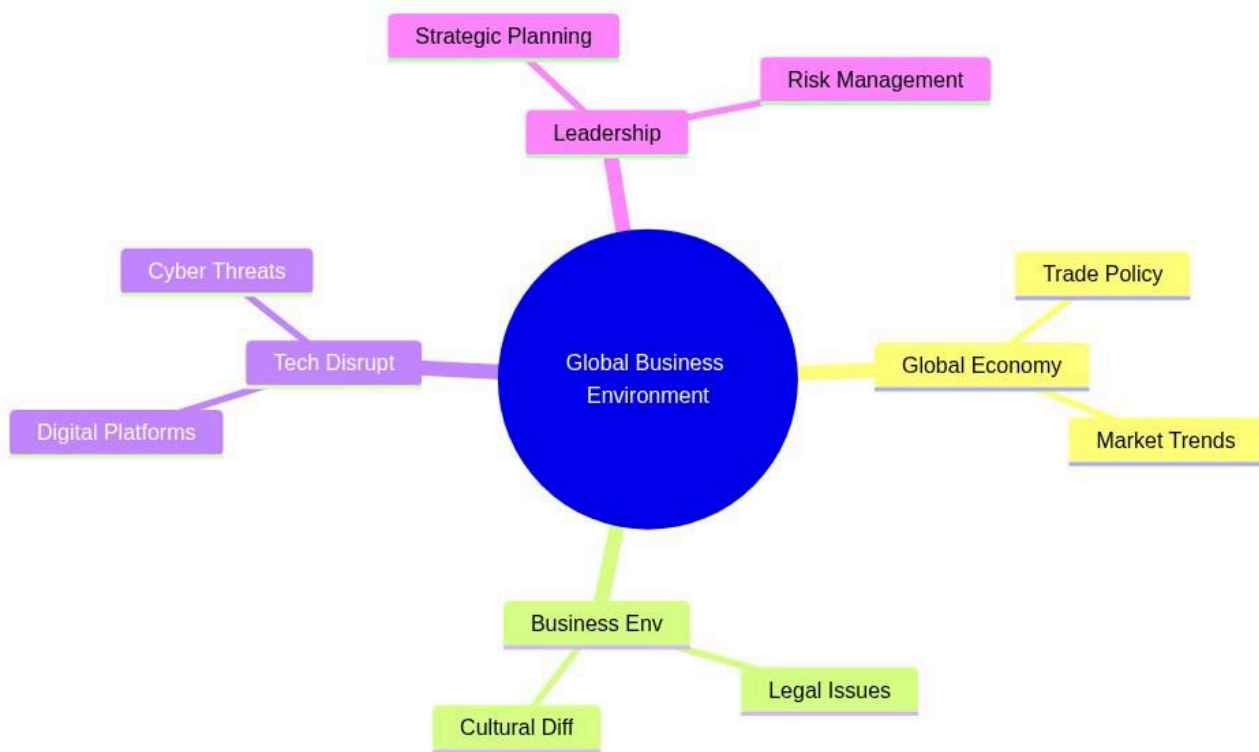 Strategic Planning
Risk Management
Leadership
Cyber Threats
Trade Policy
Tech Disrupt
Global Business
Environment
Global Economy
Digital Platforms
Market Trends
Business Env
Legal Issues
Cultural Diff